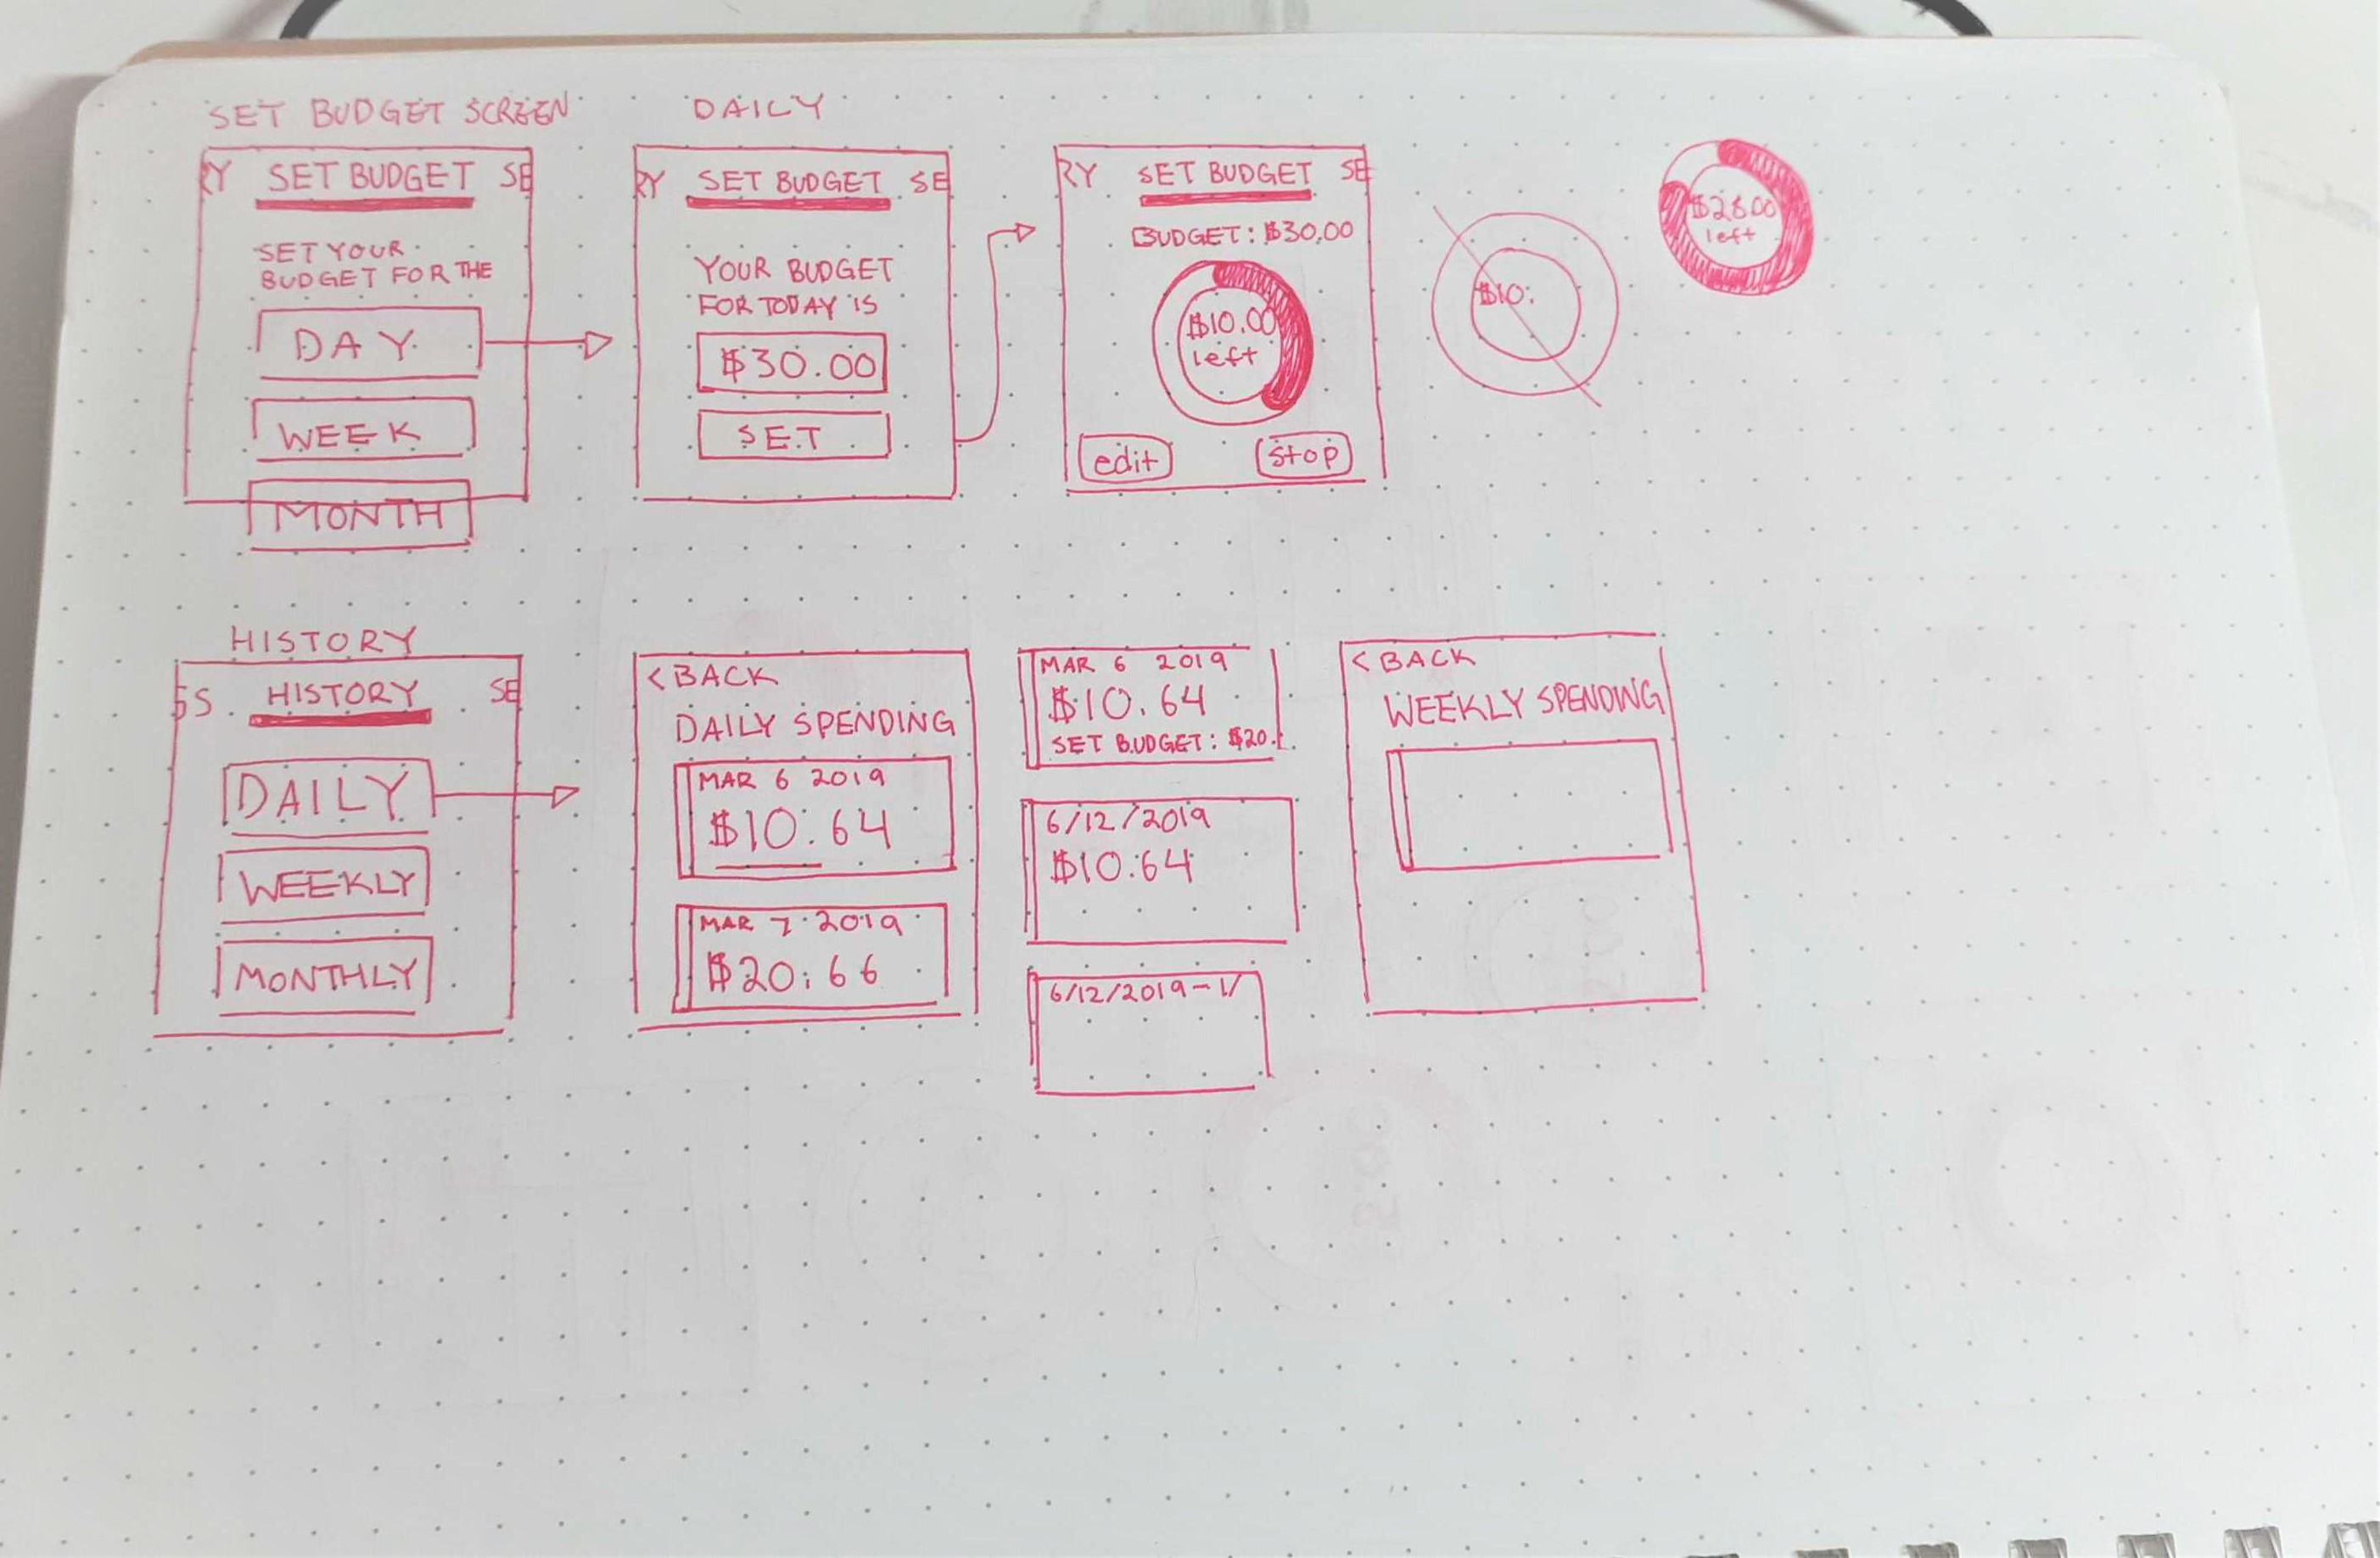 SET BUDGET SCREEN
RY SET BUDGET SE
SET YOUR
BUDGET FOR THE
DAY
WEEK
MONTH
DAILY
RY SET BUDGET SE
YOUR BUDGET
FOR TODAY IS
$30.00
SET
RY SET BUDGET SE
BUDGET: $30.00
$10.00
left
edit
stop
$10.
$28.00
left
HISTORY
GS HISTORY SE
DAILY
WEEKLY
MONTHLY
< BACK
DAILY SPENDING
MAR 6 2019
$10.64
MAR 7 2019
$20.66
MAR 6 2019
$10.64
SET BUDGET: $20.
6/12/2019
$10.64
6/12/2019-1/
< BACK
WEEKLY SPENDING